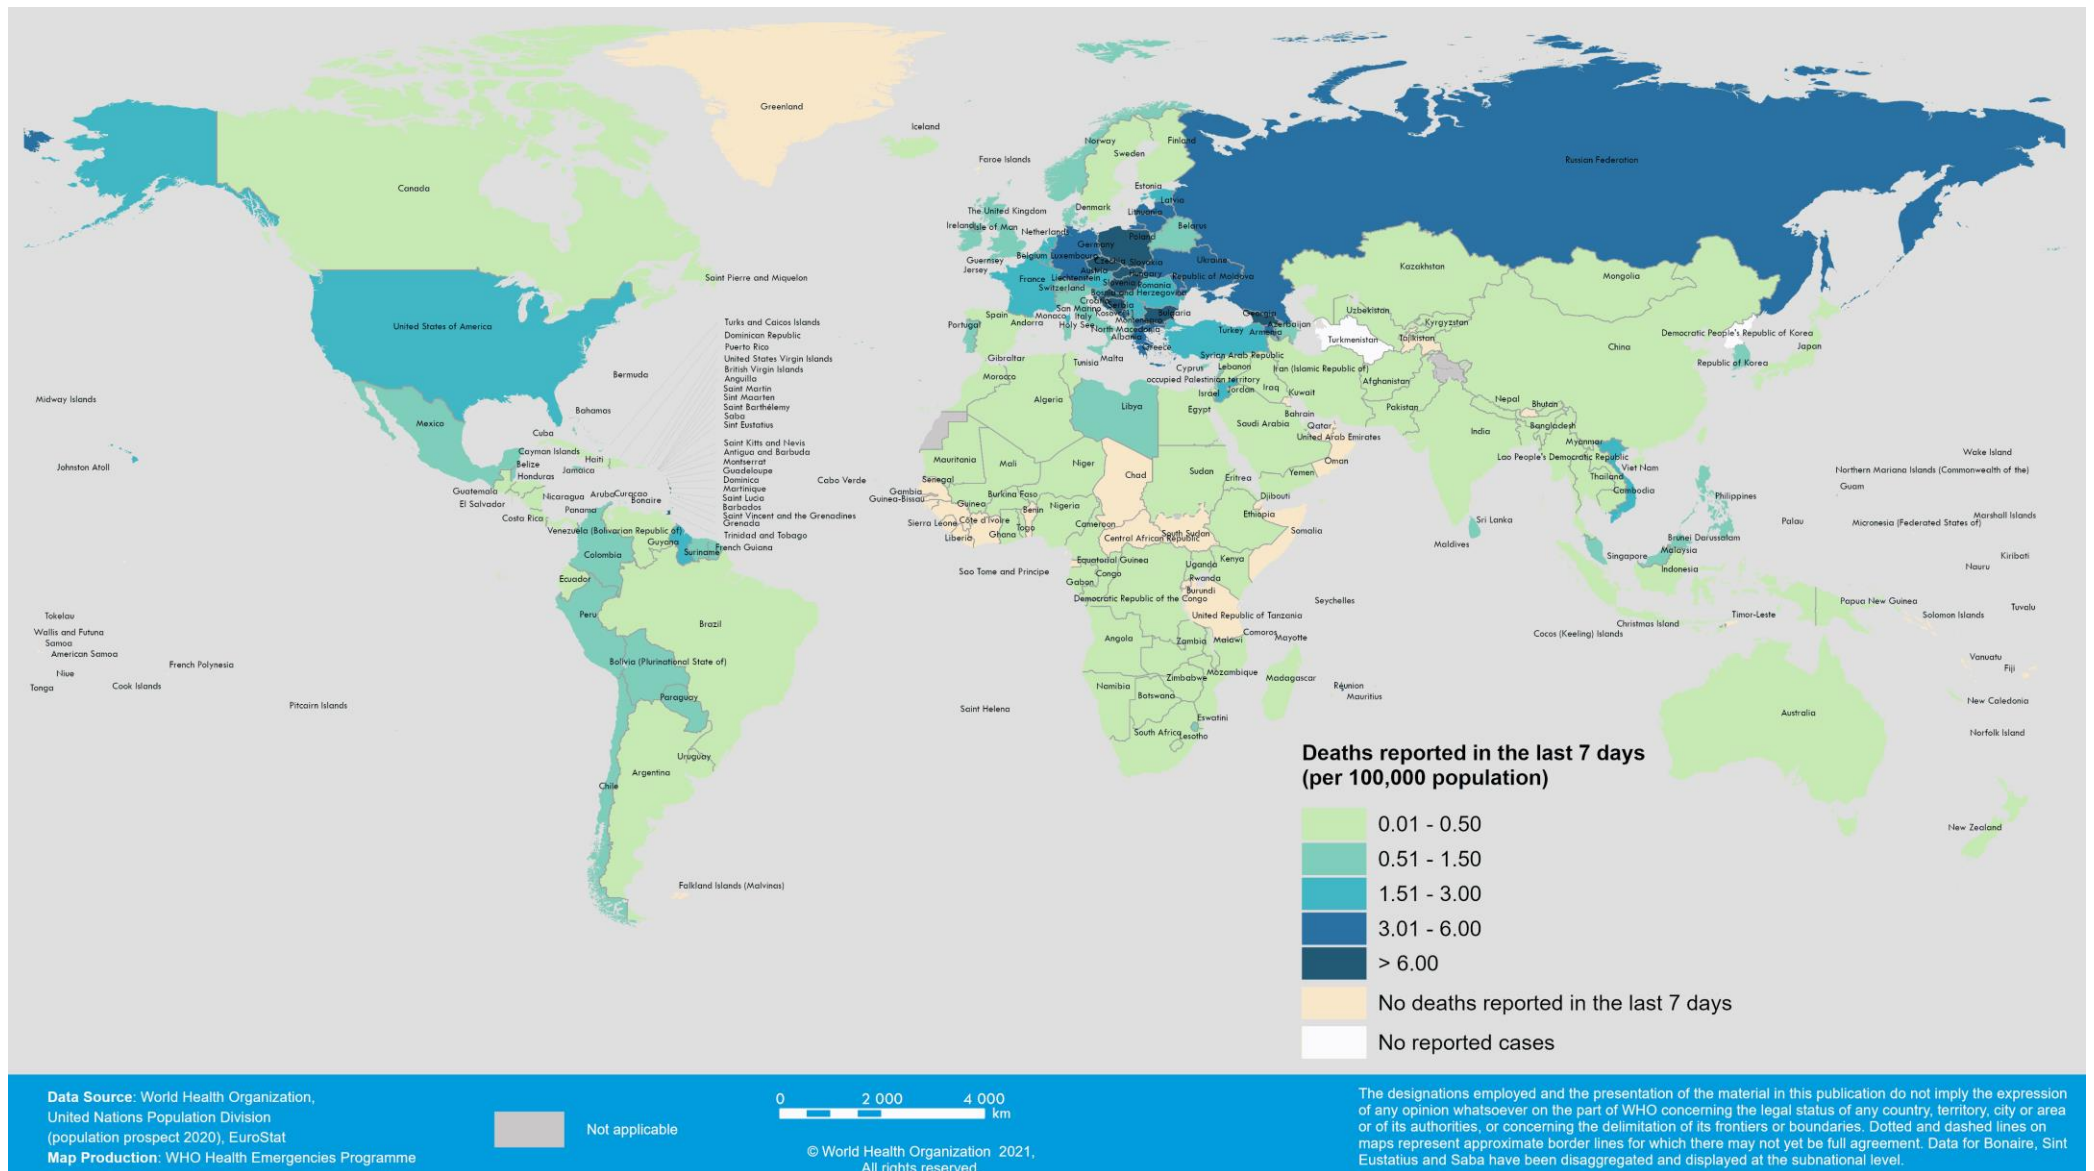 Greenland
Iceland
Faroe Islands
Norway
Sweden
Finland
Russian Federation
Canada
Estonia
Latvia
Lithuania
Denmark
The United Kingdom
Ireland
Isle of Man
Netherlands
Belarus
Germany
Poland
Guernsey
Jersey
Belgium
Luxembourg
Czechia
Slovakia
Ukraine
Austria
Hungary
Republic of Moldova
France
Liechtenstein
Switzerland
Slovenia
Romania
Bosnia and Herzegovina
Croatia
Serbia
San Marino
Monaco
Italy
Kosovo
Bulgaria
Holy See
Montenegro
North Macedonia
Albania
Greece
Spain
Andorra
Portugal
Georgia
Azerbaijan
Armenia
Turkey
Kazakhstan
Mongolia
Uzbekistan
Kyrgyzstan
Turkmenistan
Tajikistan
Democratic People's Republic of Korea
Japan
China
Republic of Korea
Saint Pierre and Miquelon
United States of America
Turks and Caicos Islands
Dominican Republic
Puerto Rico
United States Virgin Islands
British Virgin Islands
Anguilla
Saint Martin
Sint Maarten
Saint Barthélemy
Saba
Sint Eustatius
Saint Kitts and Nevis
Antigua and Barbuda
Montserrat
Guadeloupe
Dominica
Martinique
Saint Lucia
Barbados
Saint Vincent and the Grenadines
Grenada
Trinidad and Tobago
French Guiana
Bermuda
Bahamas
Midway Islands
Johnston Atoll
Mexico
Cuba
Cayman Islands
Belize
Haiti
Jamaica
Honduras
Guatemala
El Salvador
Nicaragua
Aruba
Curaçao
Bonaire
Costa Rica
Panama
Venezuela (Bolivarian Republic of)
Guyana
Suriname
Colombia
Ecuador
Peru
Brazil
Bolivia (Plurinational State of)
Paraguay
Uruguay
Argentina
Chile
Falkland Islands (Malvinas)
Tokelau
Wallis and Futuna
Samoa
American Samoa
Niue
Tonga
Cook Islands
French Polynesia
Pitcairn Islands
Gibraltar
Tunisia
Malta
Cyprus
Syrian Arab Republic
Lebanon
occupied Palestinian territory
Israel
Jordan
Iraq
Iran (Islamic Republic of)
Kuwait
Afghanistan
Morocco
Algeria
Libya
Egypt
Saudi Arabia
Bahrain
Qatar
United Arab Emirates
Oman
Yemen
Pakistan
Nepal
Bhutan
India
Bangladesh
Myanmar
Lao People's Democratic Republic
Viet Nam
Thailand
Cambodia
Philippines
Sri Lanka
Maldives
Brunei Darussalam
Malaysia
Singapore
Indonesia
Cabo Verde
Mauritania
Mali
Niger
Chad
Sudan
Eritrea
Senegal
Gambia
Guinea-Bissau
Guinea
Burkina Faso
Benin
Nigeria
Sierra Leone
Côte d'Ivoire
Togo
Liberia
Ghana
Cameroon
Central African Republic
South Sudan
Djibouti
Ethiopia
Somalia
Equatorial Guinea
Sao Tome and Principe
Gabon
Congo
Uganda
Kenya
Rwanda
Burundi
Democratic Republic of the Congo
United Republic of Tanzania
Seychelles
Angola
Zambia
Malawi
Comoros
Mayotte
Mozambique
Zimbabwe
Madagascar
Namibia
Botswana
Réunion
Mauritius
Saint Helena
Eswatini
South Africa
Lesotho
Wake Island
Northern Mariana Islands (Commonwealth of the)
Guam
Palau
Micronesia (Federated States of)
Marshall Islands
Kiribati
Nauru
Papua New Guinea
Tuvalu
Solomon Islands
Timor-Leste
Christmas Island
Cocos (Keeling) Islands
Vanuatu
Fiji
New Caledonia
Norfolk Island
Australia
New Zealand
Deaths reported in the last 7 days
(per 100,000 population)
0.01 - 0.50
0.51 - 1.50
1.51 - 3.00
3.01 - 6.00
> 6.00
No deaths reported in the last 7 days
No reported cases
Data Source: World Health Organization,
United Nations Population Division
(population prospect 2020), EuroStat
Map Production: WHO Health Emergencies Programme
Not applicable
0 2 000 4 000
km
© World Health Organization 2021,
All rights reserved
The designations employed and the presentation of the material in this publication do not imply the expression
of any opinion whatsoever on the part of WHO concerning the legal status of any country, territory, city or area
or of its authorities, or concerning the delimitation of its frontiers or boundaries. Dotted and dashed lines on
maps represent approximate border lines for which there may not yet be full agreement. Data for Bonaire, Sint
Eustatius and Saba have been disaggregated and displayed at the subnational level.